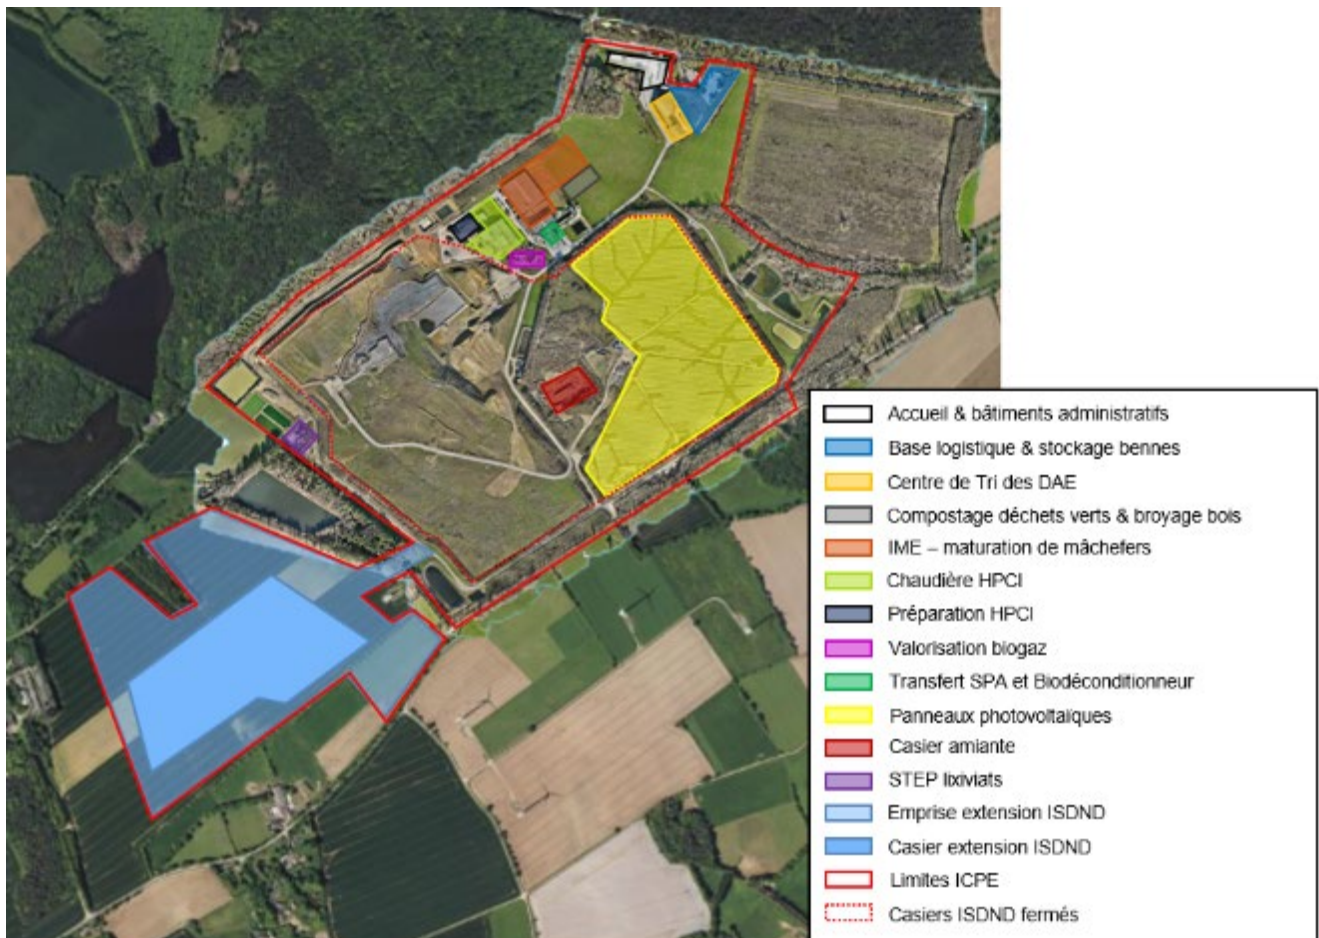 Accueil & bâtiments administratifs
Base logistique & stockage bennes
Centre de Tri des DAE
Compostage déchets verts & broyage bois
IME – maturation de mâchefers
Chaudière HPCI
Préparation HPCI
Valorisation biogaz
Transfert SPA et Biodéconditionneur
Panneaux photovoltaïques
Casier amiante
STEP lixiviats
Emprise extension ISDND
Casier extension ISDND
Limites ICPE
Casiers ISDND fermés